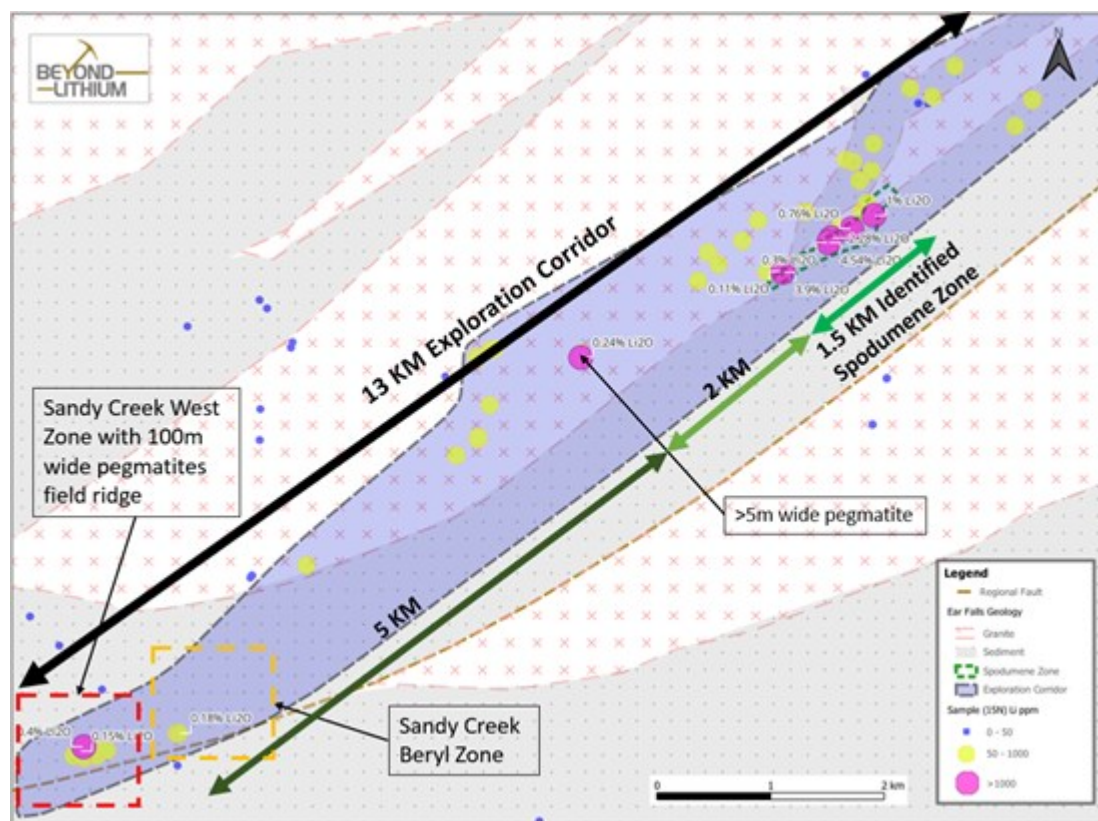 BEYOND
LITHIUM
N
13 KM Exploration Corridor
0.76% Li2O
1% Li2O
4.54% Li2O
0.3% Li2O
0.11% Li2O
3.9% Li2O
1.5 KM Identified
Spodumene Zone
0.24% Li2O
2 KM
Sandy Creek West
Zone with 100m
wide pegmatites
field ridge
>5m wide pegmatite
5 KM
0.18% Li2O
0.15% Li2O
Sandy Creek
Beryl Zone
Legend
Regional Fault
Ear Falls Geology
Granite
Sediment
Spodumene Zone
Exploration Corridor
Sample (15N) Li ppm
0 - 50
50 - 1000
>1000
0
1
2 km